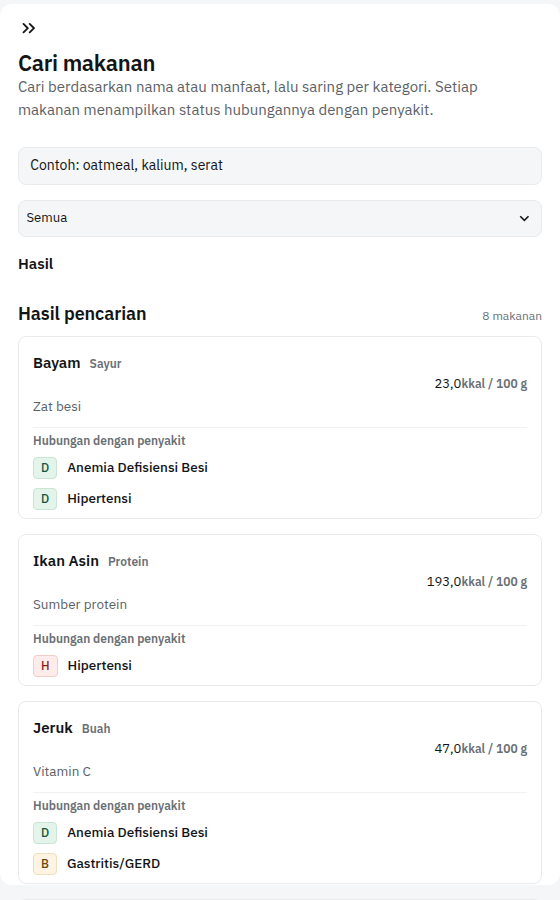 Cari makanan
Cari berdasarkan nama atau manfaat, lalu saring per kategori. Setiap
makanan menampilkan status hubungannya dengan penyakit.
Contoh: oatmeal, kalium, serat
Semua
Hasil
Hasil pencarian 8 makanan
Bayam Sayur
23,0kkal / 100 g
Zat besi
Hubungan dengan penyakit
D Anemia Defisiensi Besi
D Hipertensi
Ikan Asin Protein
193,0kkal / 100 g
Sumber protein
Hubungan dengan penyakit
H Hipertensi
Jeruk Buah
47,0kkal / 100 g
Vitamin C
Hubungan dengan penyakit
D Anemia Defisiensi Besi
B Gastritis/GERD